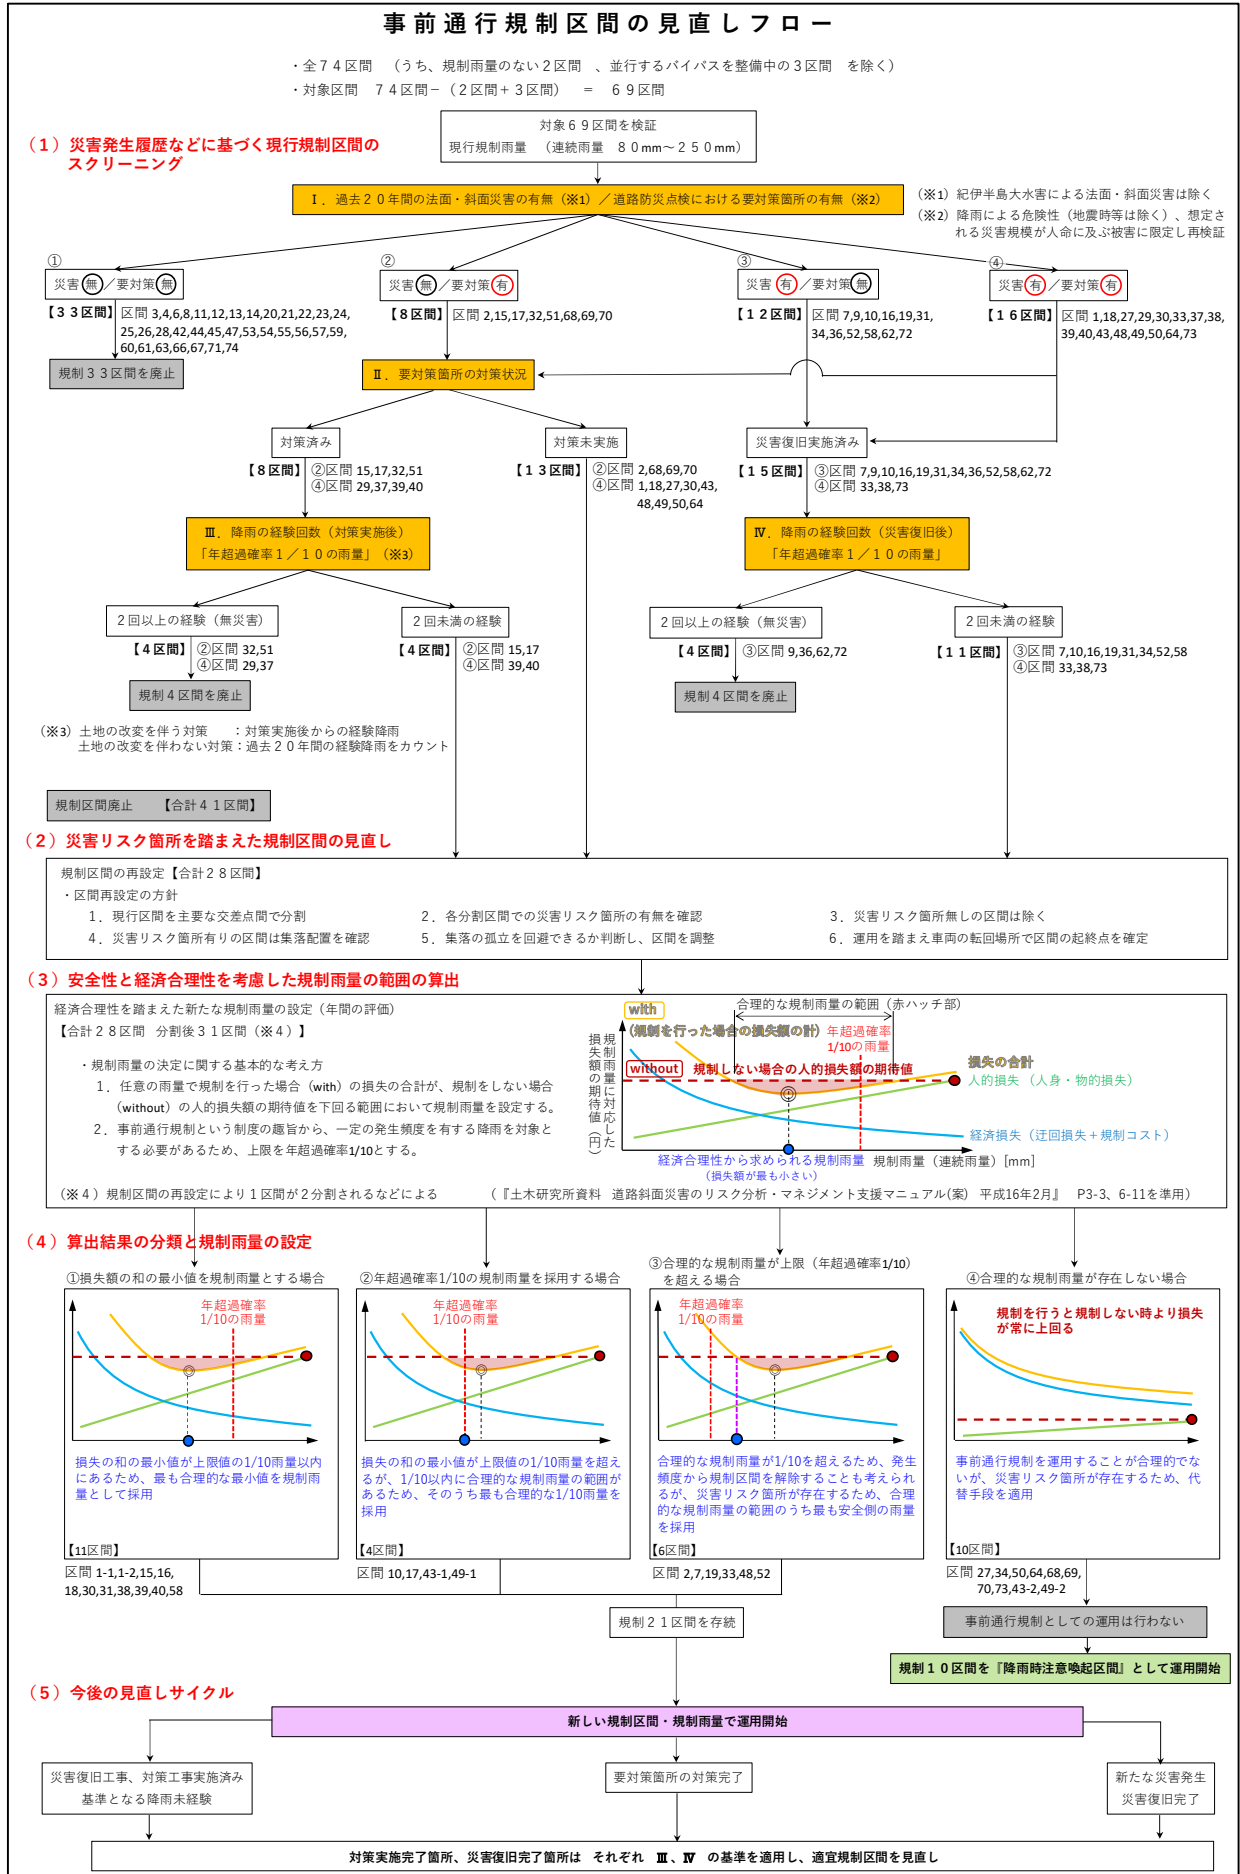 事前通行規制区間の見直しフロー
・全74区間 （うち、規制雨量のない2区間 、並行するバイパスを整備中の3区間 を除く）
・対象区間 74区間－（2区間＋3区間） ＝ 69区間
（1）災害発生履歴などに基づく現行規制区間の
スクリーニング
対象69区間を検証
現行規制雨量 （連続雨量 80mm～250mm）
Ⅰ．過去20年間の法面・斜面災害の有無（※1）／道路防災点検における要対策箇所の有無（※2）
（※1）紀伊半島大水害による法面・斜面災害は除く
（※2）降雨による危険性（地震時等は除く）、想定さ
れる災害規模が人命に及ぶ被害に限定し再検証
①
災害無／要対策無
【33区間】 区間 3,4,6,8,11,12,13,14,20,21,22,23,24,
25,26,28,42,44,45,47,53,54,55,56,57,59,
60,61,63,66,67,71,74
規制33区間を廃止
②
災害無／要対策有
【8区間】 区間 2,15,17,32,51,68,69,70
③
災害有／要対策無
【12区間】 区間 7,9,10,16,19,31,
34,36,52,58,62,72
④
災害有／要対策有
【16区間】 区間 1,18,27,29,30,33,37,38,
39,40,43,48,49,50,64,73
Ⅱ．要対策箇所の対策状況
対策済み
【8区間】 ②区間 15,17,32,51
④区間 29,37,39,40
対策未実施
【13区間】 ②区間 2,68,69,70
④区間 1,18,27,30,43,
48,49,50,64
災害復旧実施済み
【15区間】 ③区間 7,9,10,16,19,31,34,36,52,58,62,72
④区間 33,38,73
Ⅲ．降雨の経験回数（対策実施後）
「年超過確率1／10の雨量」（※3）
Ⅳ．降雨の経験回数（災害復旧後）
「年超過確率1／10の雨量」
2回以上の経験（無災害）
【4区間】 ②区間 32,51
④区間 29,37
規制4区間を廃止
2回未満の経験
【4区間】 ②区間 15,17
④区間 39,40
2回以上の経験（無災害）
【4区間】 ③区間 9,36,62,72
規制4区間を廃止
2回未満の経験
【11区間】 ③区間 7,10,16,19,31,34,52,58
④区間 33,38,73
（※3）土地の改変を伴う対策 ：対策実施後からの経験降雨
土地の改変を伴わない対策：過去20年間の経験降雨をカウント
規制区間廃止 【合計41区間】
（2）災害リスク箇所を踏まえた規制区間の見直し
規制区間の再設定【合計28区間】
・区間再設定の方針
1．現行区間を主要な交差点間で分割 2．各分割区間での災害リスク箇所の有無を確認 3．災害リスク箇所無しの区間は除く
4．災害リスク箇所有りの区間は集落配置を確認 5．集落の孤立を回避できるか判断し、区間を調整 6．運用を踏まえ車両の転回場所で区間の起終点を確定
（3）安全性と経済合理性を考慮した規制雨量の範囲の算出
経済合理性を踏まえた新たな規制雨量の設定（年間の評価）
【合計28区間 分割後31区間（※4）】
・規制雨量の決定に関する基本的な考え方
1．任意の雨量で規制を行った場合（with）の損失の合計が、規制をしない場合
（without）の人的損失額の期待値を下回る範囲において規制雨量を設定する。
2．事前通行規制という制度の趣旨から、一定の発生頻度を有する降雨を対象と
する必要があるため、上限を年超過確率1/10とする。
規制雨量に対応した
損失額の期待値（円）
with
（規制を行った場合の損失額の計）
合理的な規制雨量の範囲（赤ハッチ部）
年超過確率
1/10の雨量
without 規制しない場合の人的損失額の期待値
損失の合計
人的損失（人身・物的損失）
経済損失（迂回損失＋規制コスト）
経済合理性から求められる規制雨量 規制雨量（連続雨量）[mm]
（損失額が最も小さい）
（※4）規制区間の再設定により1区間が2分割されるなどによる （『土木研究所資料 道路斜面災害のリスク分析・マネジメント支援マニュアル(案) 平成16年2月』 P3-3、6-11を準用）
（4）算出結果の分類と規制雨量の設定
①損失額の和の最小値を規制雨量とする場合
年超過確率
1/10の雨量
損失の和の最小値が上限値の1/10雨量以内
にあるため、最も合理的な最小値を規制雨
量として採用
【11区間】
区間 1-1,1-2,15,16,
18,30,31,38,39,40,58
②年超過確率1/10の規制雨量を採用する場合
年超過確率
1/10の雨量
損失の和の最小値が上限値の1/10雨量を超え
るが、1/10以内に合理的な規制雨量の範囲が
あるため、そのうち最も合理的な1/10雨量を
採用
【4区間】
区間 10,17,43-1,49-1
③合理的な規制雨量が上限（年超過確率1/10）
を超える場合
年超過確率
1/10の雨量
合理的な規制雨量が1/10を超えるため、発生
頻度から規制区間を解除することも考えられ
るが、災害リスク箇所が存在するため、合理
的な規制雨量の範囲のうち最も安全側の雨量
を採用
【6区間】
区間 2,7,19,33,48,52
④合理的な規制雨量が存在しない場合
規制を行うと規制しない時より損失
が常に上回る
事前通行規制を運用することが合理的でな
いが、災害リスク箇所が存在するため、代
替手段を適用
【10区間】
区間 27,34,50,64,68,69,
70,73,43-2,49-2
規制21区間を存続
事前通行規制としての運用は行わない
規制10区間を『降雨時注意喚起区間』として運用開始
（5）今後の見直しサイクル
新しい規制区間・規制雨量で運用開始
災害復旧工事、対策工事実施済み
基準となる降雨未経験
要対策箇所の対策完了
新たな災害発生
災害復旧完了
対策実施完了箇所、災害復旧完了箇所は それぞれ Ⅲ、Ⅳ の基準を適用し、適宜規制区間を見直し